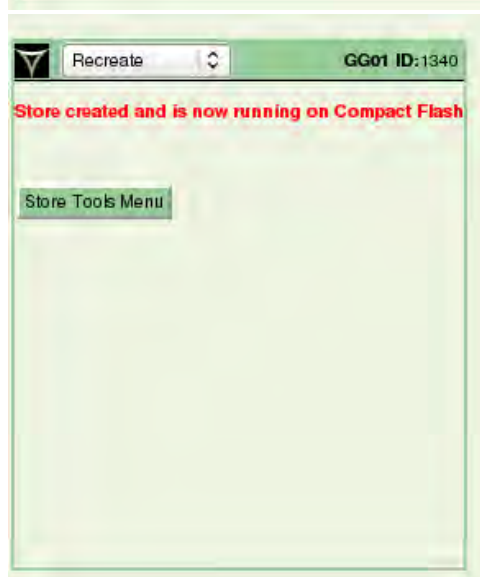 Recreate GG01 ID:1340
Store created and is now running on Compact Flash
Store Tools Menu